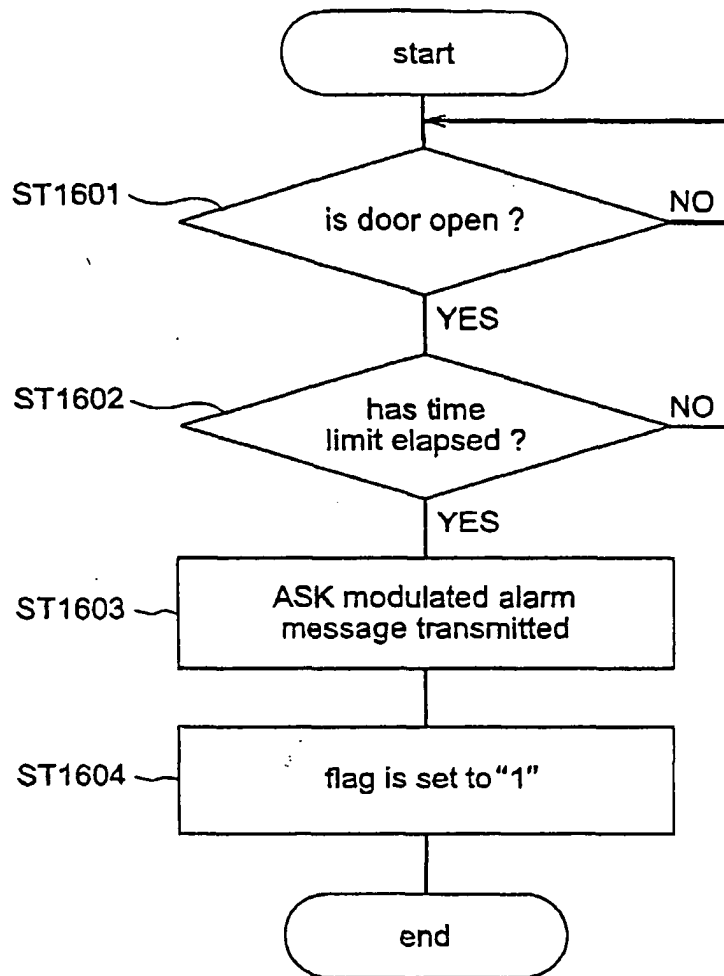 start
ST1601
is door open ?
NO
YES
ST1602
has time
limit elapsed ?
NO
YES
ST1603
ASK modulated alarm
message transmitted
ST1604
flag is set to “1”
end